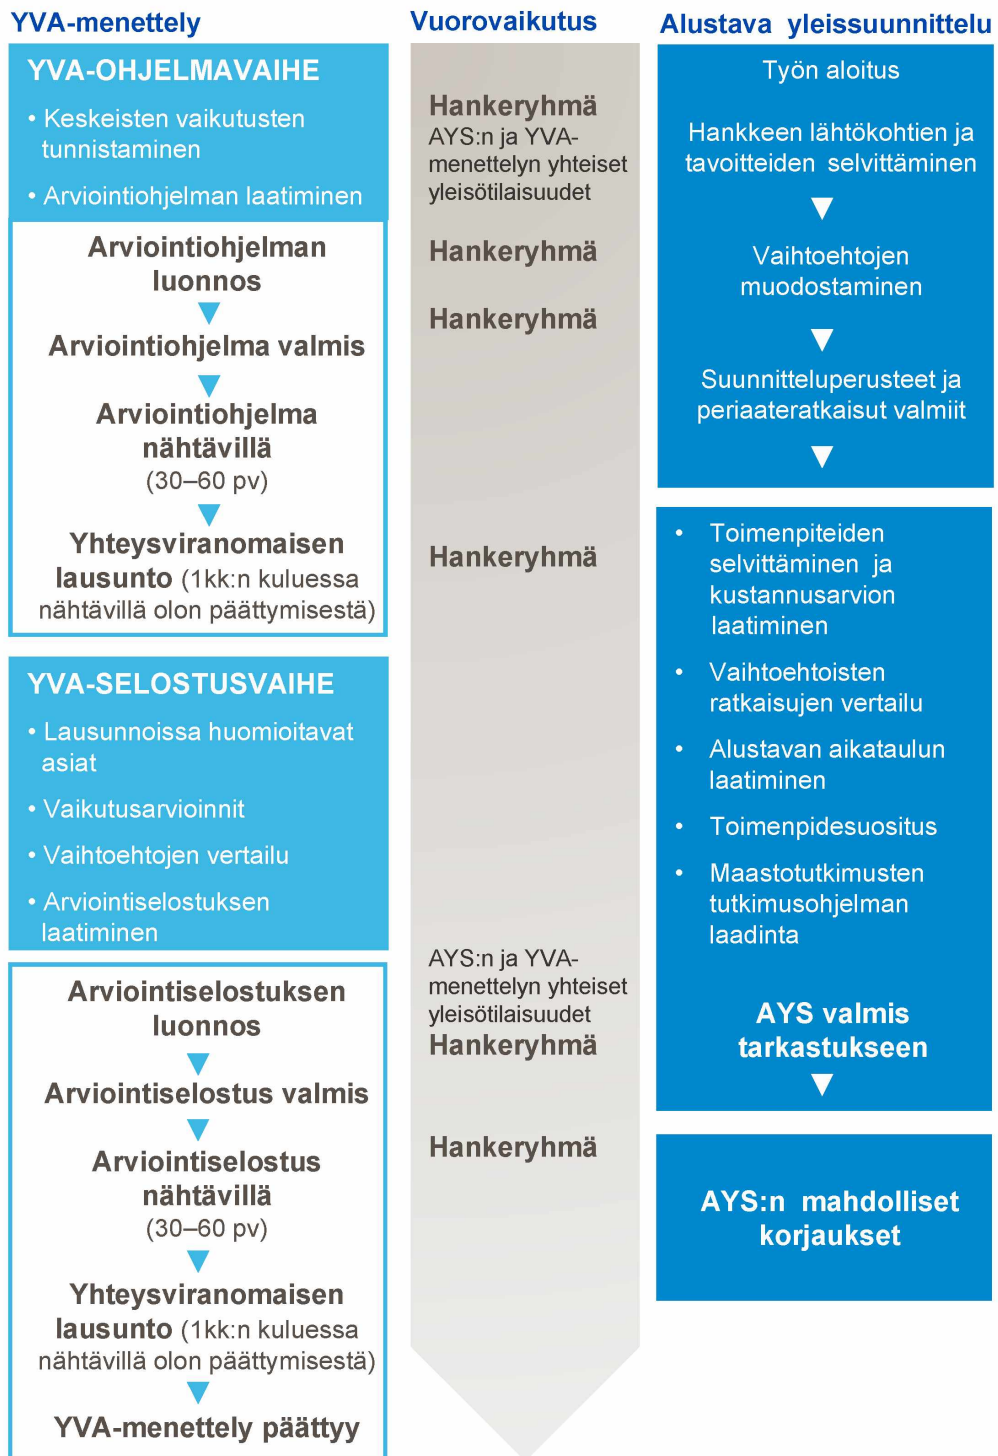 YVA-menettely
YVA-OHJELMAVAIHE
• Keskeisten vaikutusten
tunnistaminen
• Arviointiohjelman laatiminen
Arviointiohjelman
luonnos
Arviointiohjelma valmis
Arviointiohjelma
nähtävillä
(30–60 pv)
Yhteysviranomaisen
lausunto (1kk:n kuluessa
nähtävillä olon päättymisestä)
YVA-SELOSTUSVAIHE
• Lausunnoissa huomioitavat
asiat
• Vaikutusarvioinnit
• Vaihtoehtojen vertailu
• Arviointiselostuksen
laatiminen
Arviointiselostuksen
luonnos
Arviointiselostus valmis
Arviointiselostus
nähtävillä
(30–60 pv)
Yhteysviranomaisen
lausunto (1kk:n kuluessa
nähtävillä olon päättymisestä)
YVA-menettely päättyy
Vuorovaikutus
Hankeryhmä
AYS:n ja YVA-
menettelyn yhteiset
yleisötilaisuudet
Hankeryhmä
Hankeryhmä
Hankeryhmä
AYS:n ja YVA-
menettelyn yhteiset
yleisötilaisuudet
Hankeryhmä
Hankeryhmä
Alustava yleissuunnittelu
Työn aloitus
Hankkeen lähtökohtien ja
tavoitteiden selvittäminen
Vaihtoehtojen
muodostaminen
Suunnitteluperusteet ja
periaateratkaisut valmiit
• Toimenpiteiden
selvittäminen ja
kustannusarvion
laatiminen
• Vaihtoehtoisten
ratkaisujen vertailu
• Alustavan aikataulun
laatiminen
• Toimenpidesuositus
• Maastotutkimusten
tutkimusohjelman
laadinta
AYS valmis
tarkastukseen
AYS:n mahdolliset
korjaukset